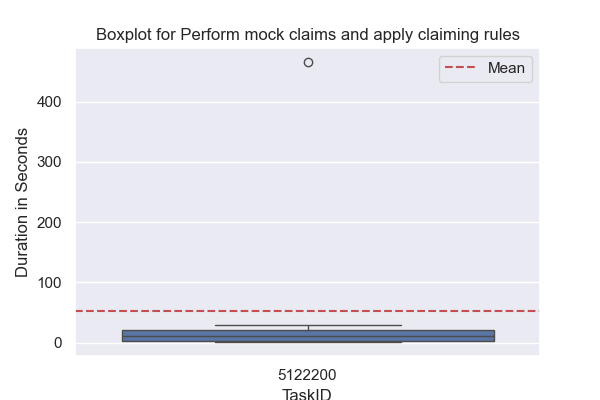 Boxplot for Perform mock claims and apply claiming rules
Mean
400
300
200
100
0
Duration in Seconds
5122200
TaskID